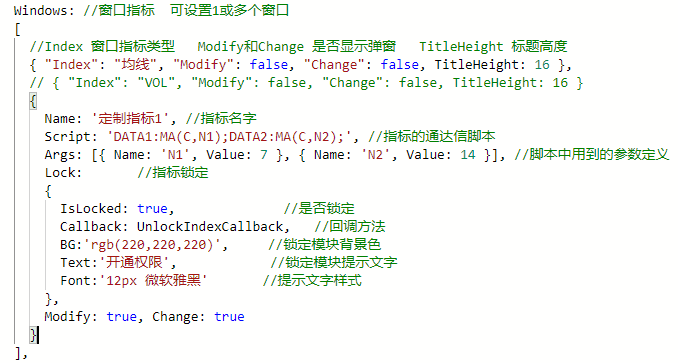 Windows: //窗口指标  可设置1或多个窗口
[
//Index 窗口指标类型   Modify和Change 是否显示弹窗   TitleHeight 标题高度
{ "Index": "均线", "Modify": false, "Change": false, TitleHeight: 16 },
// { "Index": "VOL", "Modify": false, "Change": false, TitleHeight: 16 }
{
Name: '定制指标1', //指标名字
Script: 'DATA1:MA(C,N1);DATA2:MA(C,N2);', //指标的通达信脚本
Args: [{ Name: 'N1', Value: 7 }, { Name: 'N2', Value: 14 }], //脚本中用到的参数定义
Lock:       //指标锁定
{
IsLocked: true,              //是否锁定
Callback: UnlockIndexCallback,   //回调方法
BG:'rgb(220,220,220)',     //锁定模块背景色
Text:'开通权限',            //锁定模块提示文字
Font:'12px 微软雅黑'       //提示文字样式
},
Modify: true, Change: true
}
],